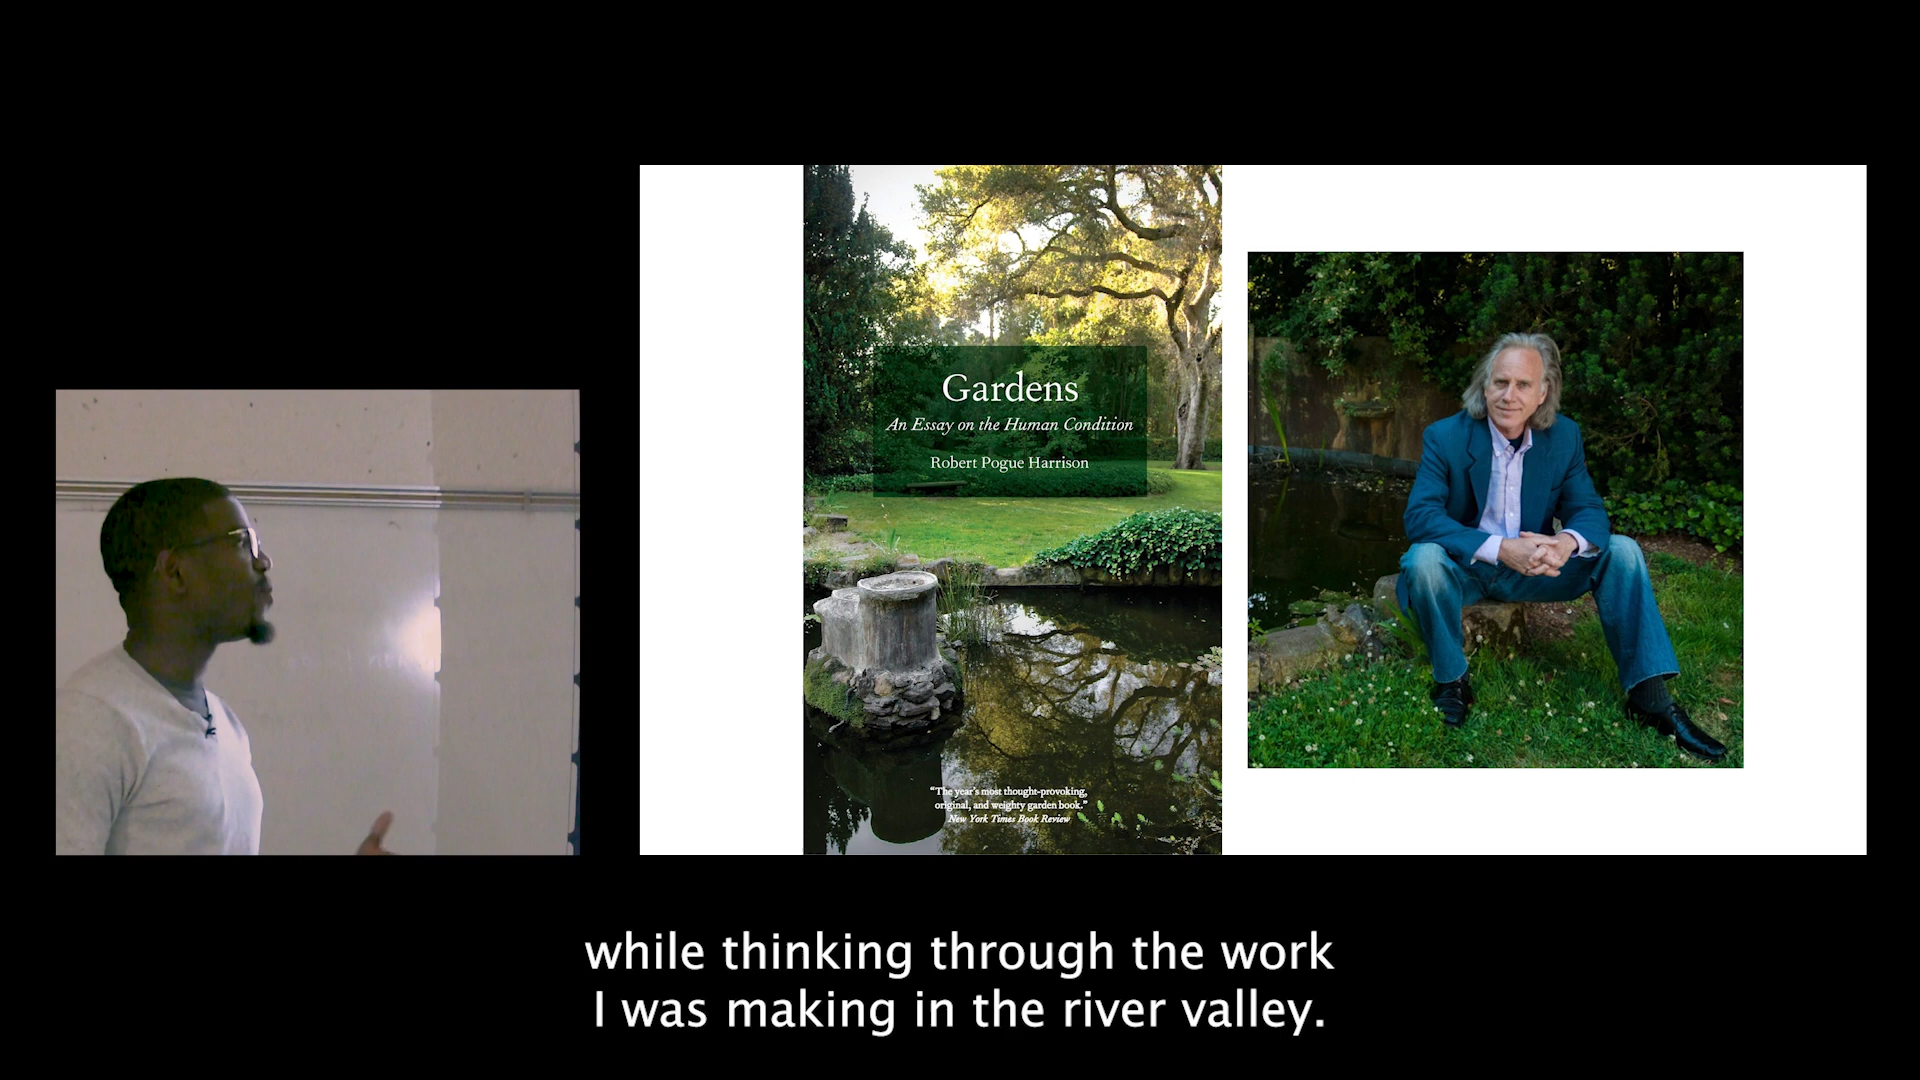 Gardens
An Essay on the Human Condition
Robert Pogue Harrison
“The year’s most thought-provoking,
original, and weighty garden book.”
New York Times Book Review
while thinking through the work
I was making in the river valley.